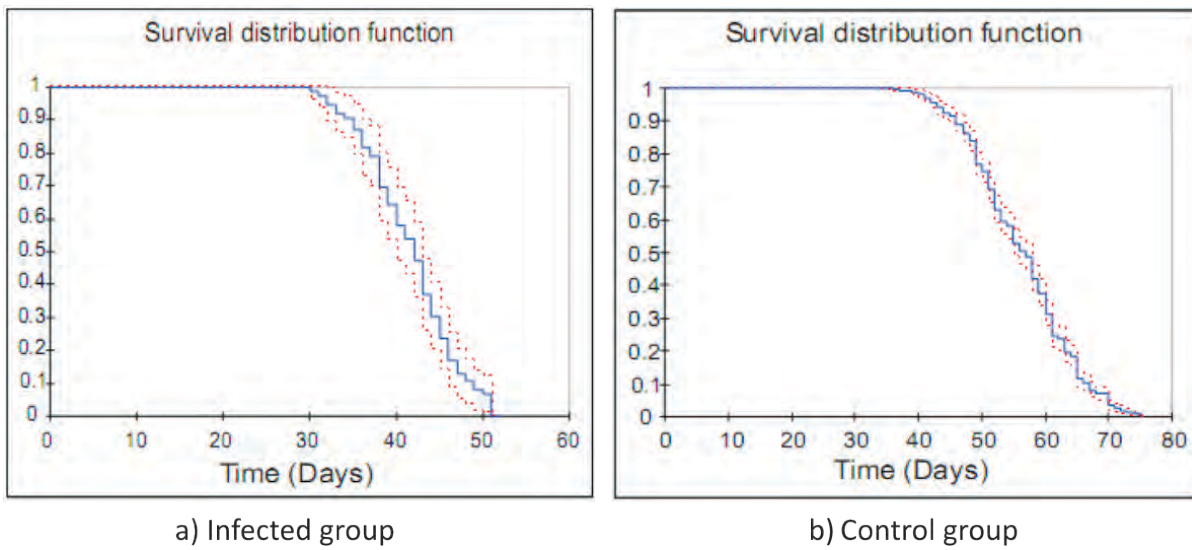 Survival distribution function
1
0.9
0.8
0.7
0.6
0.5
0.4
0.3
0.2
0.1
0
0 10 20 30 40 50 60
Time (Days)
a) Infected group
Survival distribution function
1
0.9
0.8
0.7
0.6
0.5
0.4
0.3
0.2
0.1
0
0 10 20 30 40 50 60 70 80
Time (Days)
b) Control group